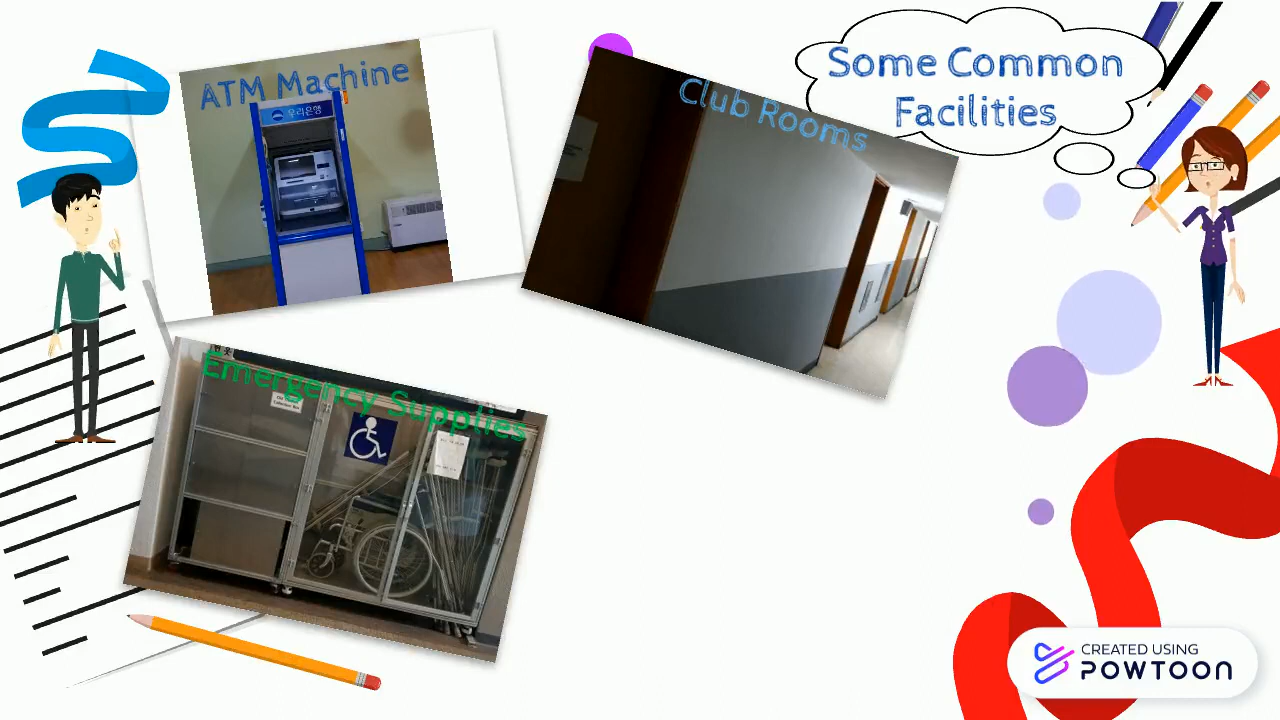 Some Common
Facilities
ATM Machine
우리은행
Club Rooms
Emergency Supplies
CREATED USING
POWTOON